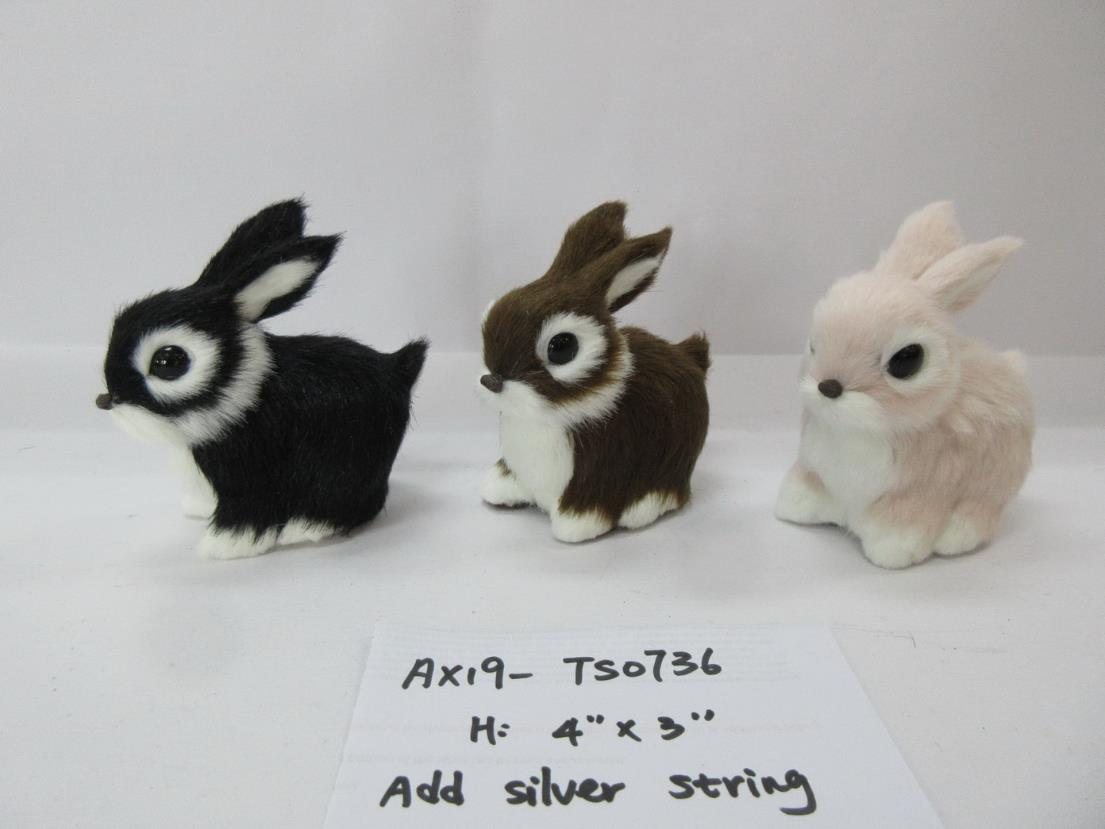 AX19- TS0736
H: 4" x 3"
Add silver string